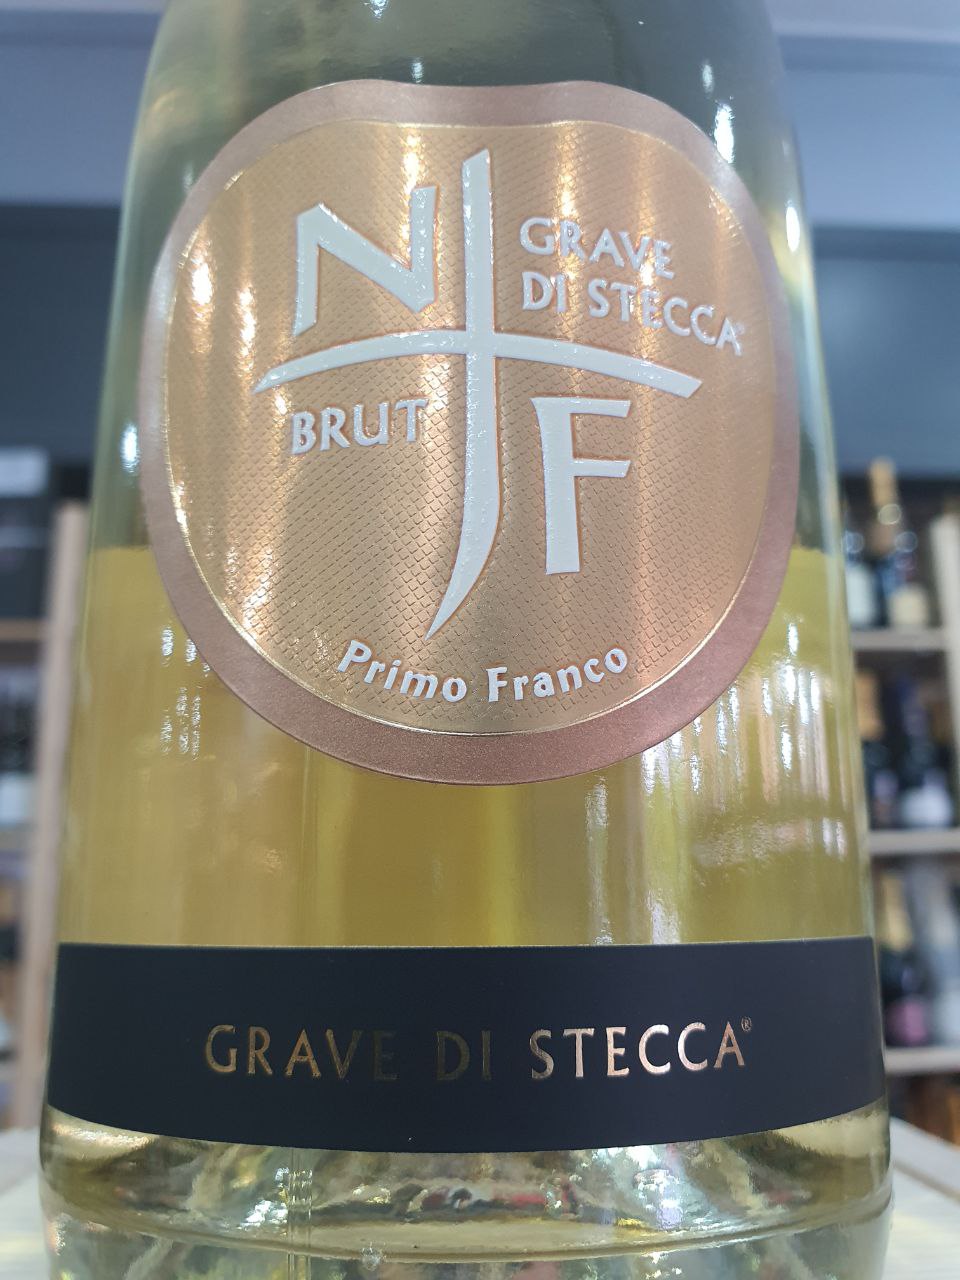 N F
GRAVE
DI STECCA®
BRUT
Primo Franco
GRAVE DI STECCA®